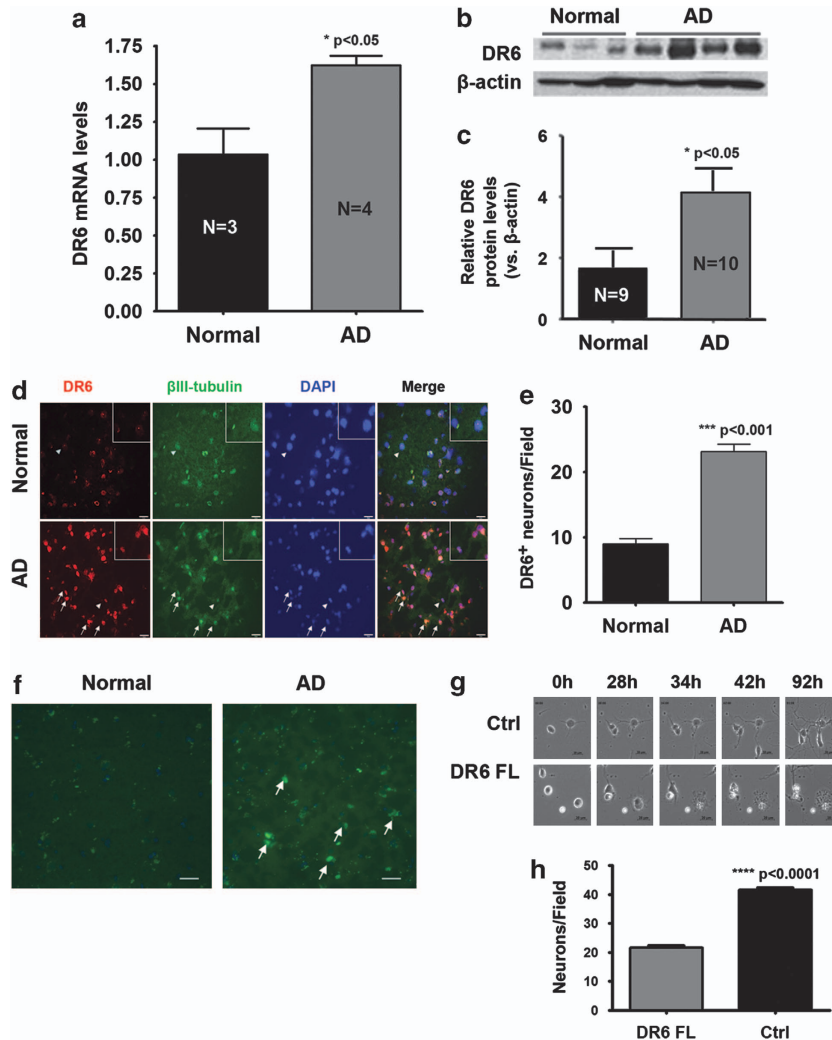 a
* p<0.05
DR6 mRNA levels
1.75
1.50
1.25
1.00
0.75
0.50
0.25
0.00
N=3
N=4
Normal
AD
b
Normal
AD
DR6
β-actin
c
* p<0.05
Relative DR6
protein levels
(vs. β-actin)
6
4
2
0
N=9
N=10
Normal
AD
d
DR6
βIII-tubulin
DAPI
Merge
Normal
AD
e
*** p<0.001
DR6+ neurons/Field
30
20
10
0
Normal
AD
f
Normal
AD
g
0h
28h
34h
42h
92h
Ctrl
DR6 FL
h
**** p<0.0001
Neurons/Field
50
40
30
20
10
0
DR6 FL
Ctrl